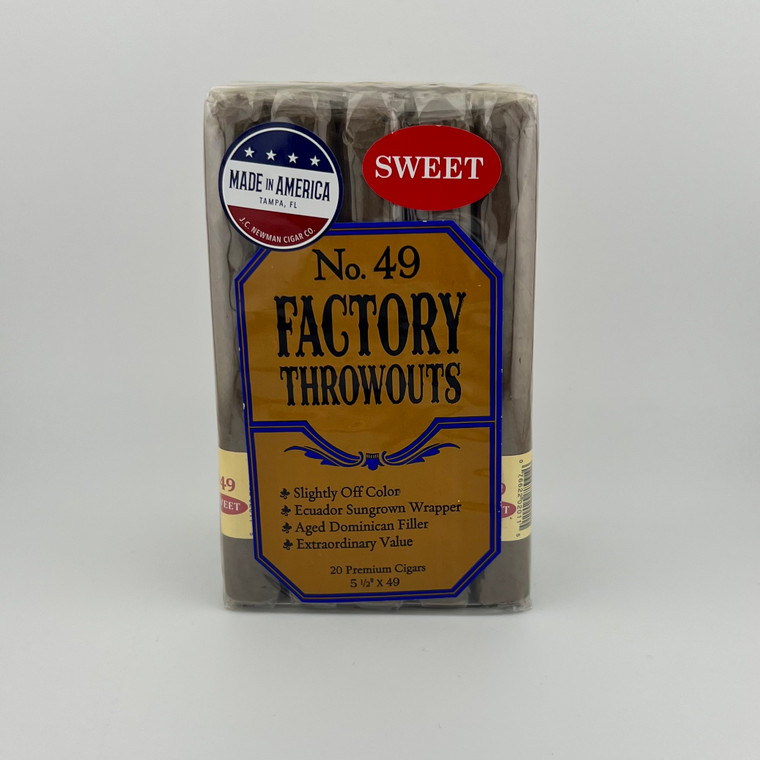 MADE IN AMERICA
TAMPA, FL
J.C. NEWMAN CIGAR CO.
SWEET
No. 49
FACTORY
THROWOUTS
Slightly Off Color
Ecuador Sungrown Wrapper
Aged Dominican Filler
Extraordinary Value
20 Premium Cigars
5 ½" x 49
49